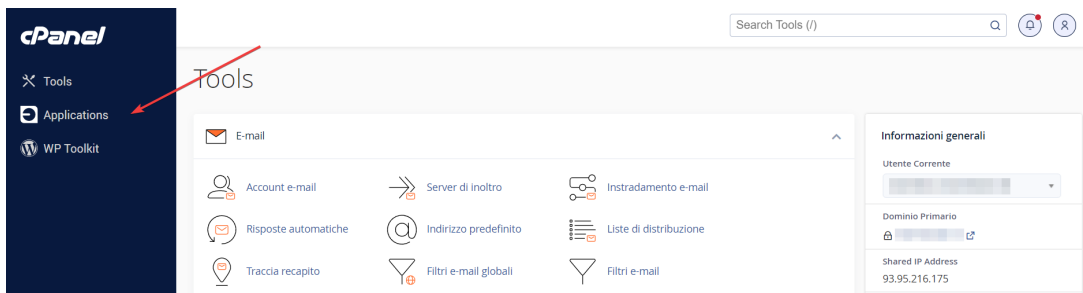 cPanel
Search Tools (/)
Tools
Applications
WP Toolkit
Tools
E-mail
Account e-mail
Server di inoltro
Instradamento e-mail
Risposte automatiche
Indirizzo predefinito
Liste di distribuzione
Traccia recapito
Filtri e-mail globali
Filtri e-mail
Informazioni generali
Utente Corrente
Dominio Primario
Shared IP Address
93.95.216.175